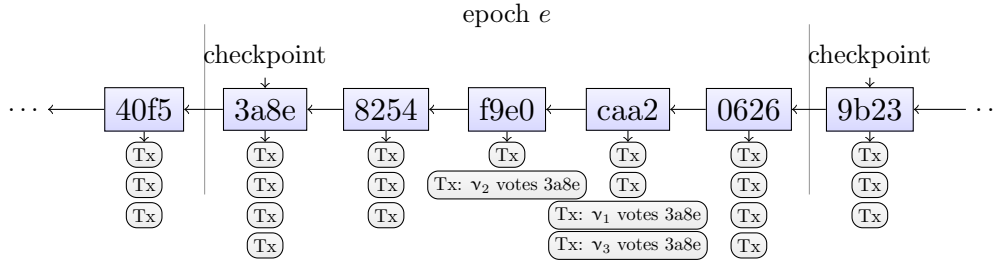 epoch e
checkpoint checkpoint
··· 40f5 3a8e 8254 f9e0 caa2 0626 9b23 ··
Tx Tx Tx Tx Tx Tx Tx
Tx Tx Tx Tx: ν₂ votes 3a8e Tx Tx Tx
Tx Tx Tx Tx: ν₁ votes 3a8e Tx Tx
Tx Tx: ν₃ votes 3a8e Tx